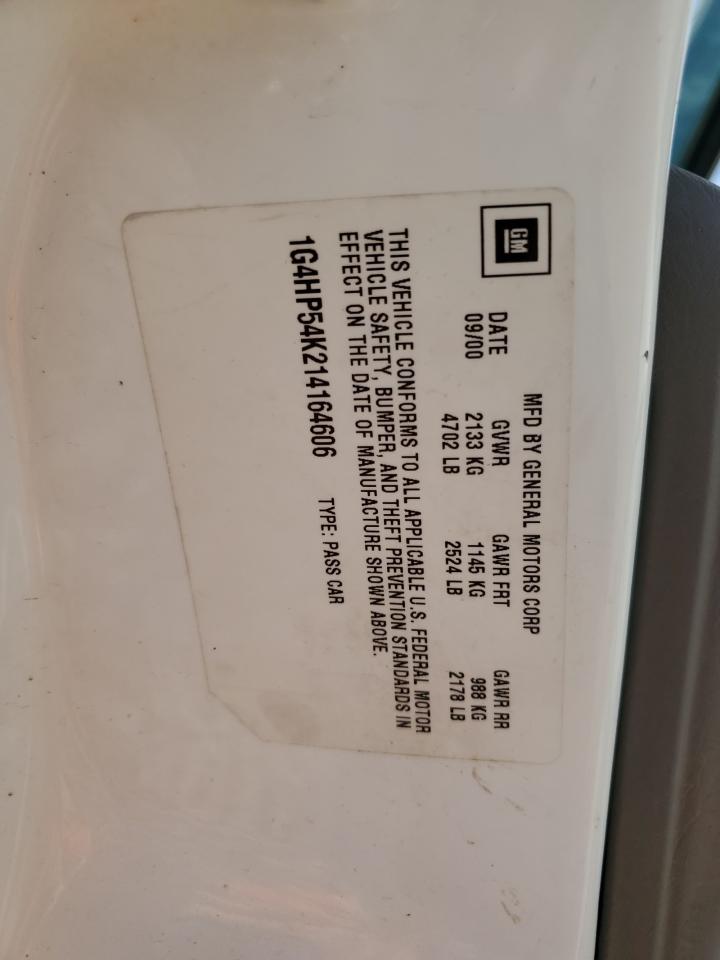 GM
MFD BY GENERAL MOTORS CORP
DATE GVWR GAWR FRT GAWR RR
09/00 2133 KG 1145 KG 988 KG
4702 LB 2524 LB 2178 LB
THIS VEHICLE CONFORMS TO ALL APPLICABLE U.S. FEDERAL MOTOR
VEHICLE SAFETY, BUMPER, AND THEFT PREVENTION STANDARDS IN
EFFECT ON THE DATE OF MANUFACTURE SHOWN ABOVE.
1G4HP54K214164606 TYPE: PASS CAR